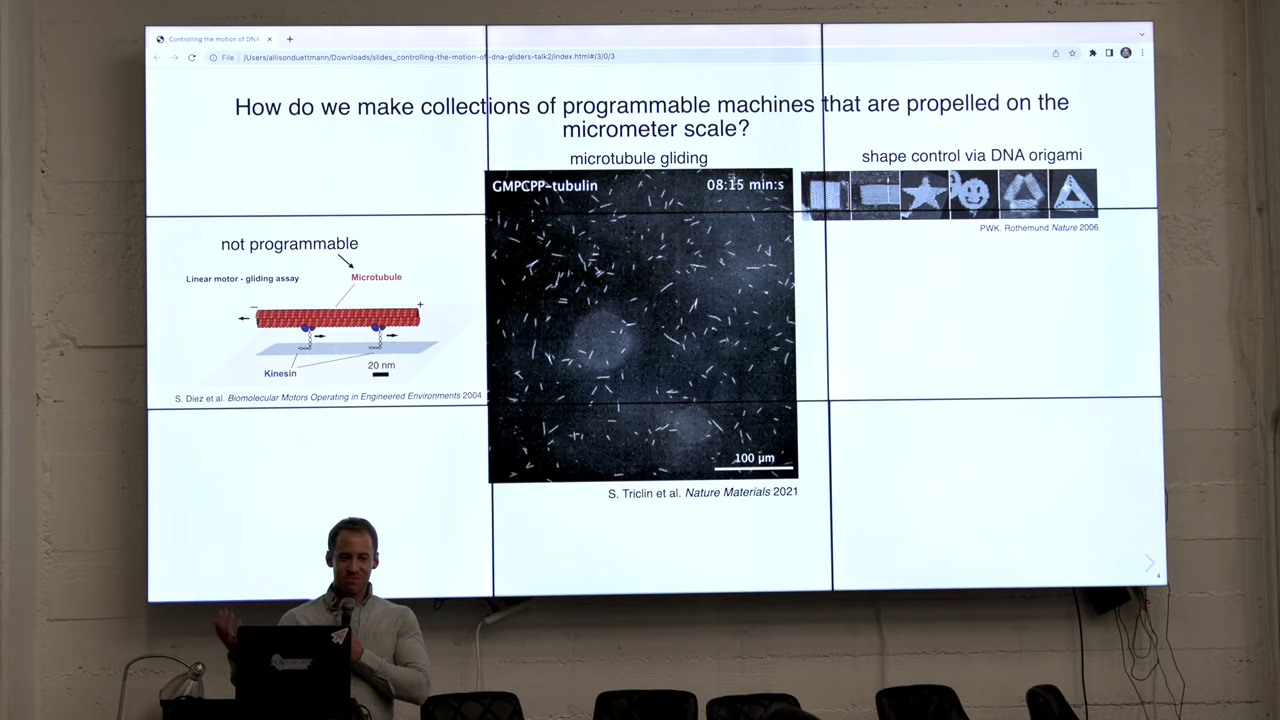 Controlling the motion of DNA
File
/Users/allisonduettmann/Downloads/slides_controlling-the-motion-of-dna-gliders-talk2/index.html#/3/0/3
How do we make collections of programmable machines that are propelled on the
micrometer scale?
microtubule gliding
shape control via DNA origami
GMPCPP-tubulin
08:15 min:s
PWK. Rothemund Nature 2006
not programmable
Linear motor - gliding assay
Microtubule
− +
20 nm
Kinesin
S. Diez et al. Biomolecular Motors Operating in Engineered Environments 2004
100 µm
S. Triclin et al. Nature Materials 2021
4